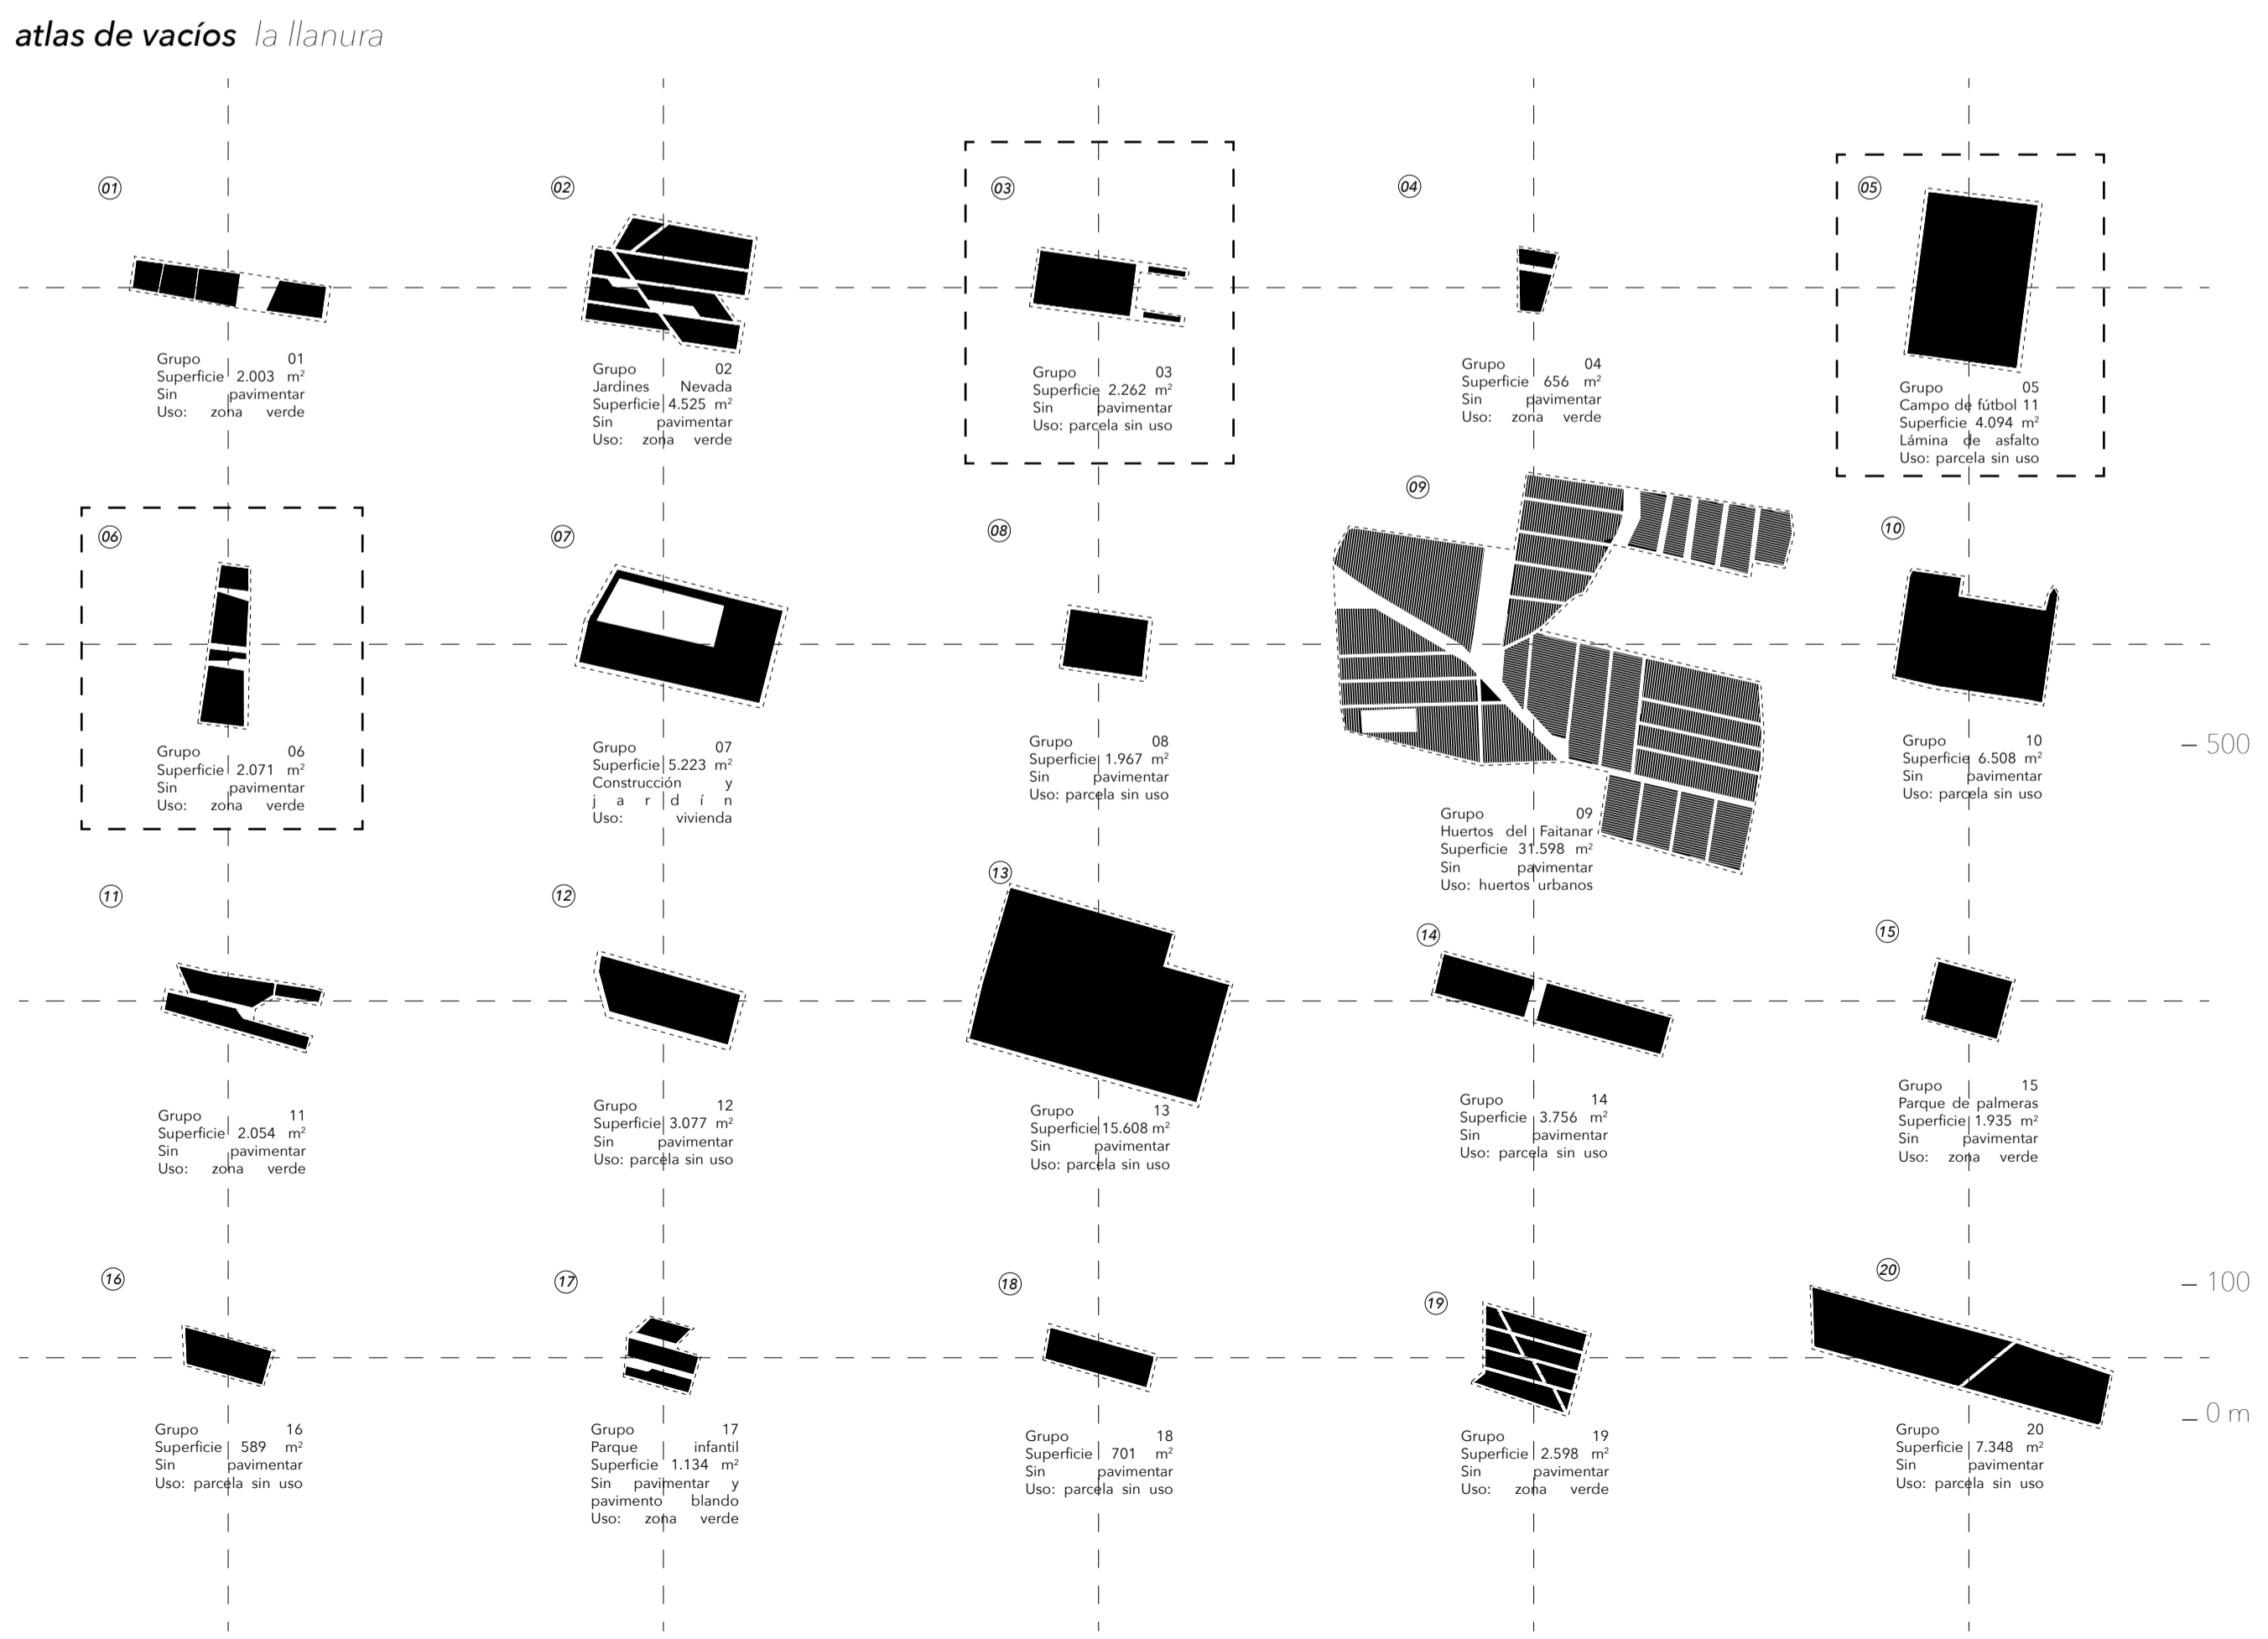 atlas de vacíos la llanura
01
Grupo 01
Superficie 2.003 m²
Sin pavimentar
Uso: zona verde
02
Grupo 02
Jardines Nevada
Superficie 4.525 m²
Sin pavimentar
Uso: zona verde
03
Grupo 03
Superficie 2.262 m²
Sin pavimentar
Uso: parcela sin uso
04
Grupo 04
Superficie 656 m²
Sin pavimentar
Uso: zona verde
05
Grupo 05
Campo de fútbol 11
Superficie 4.094 m²
Lámina de asfalto
Uso: parcela sin uso
06
Grupo 06
Superficie 2.071 m²
Sin pavimentar
Uso: zona verde
07
Grupo 07
Superficie 5.223 m²
Construcción y
jardín
Uso: vivienda
08
Grupo 08
Superficie 1.967 m²
Sin pavimentar
Uso: parcela sin uso
09
Grupo 09
Huertos del Faitanar
Superficie 31.598 m²
Sin pavimentar
Uso: huertos urbanos
10
Grupo 10
Superficie 6.508 m²
Sin pavimentar
Uso: parcela sin uso
500
11
Grupo 11
Superficie 2.054 m²
Sin pavimentar
Uso: zona verde
12
Grupo 12
Superficie 3.077 m²
Sin pavimentar
Uso: parcela sin uso
13
Grupo 13
Superficie 15.608 m²
Sin pavimentar
Uso: parcela sin uso
14
Grupo 14
Superficie 3.756 m²
Sin pavimentar
Uso: parcela sin uso
15
Grupo 15
Parque de palmeras
Superficie 1.935 m²
Sin pavimentar
Uso: zona verde
16
Grupo 16
Superficie 589 m²
Sin pavimentar
Uso: parcela sin uso
17
Grupo 17
Parque infantil
Superficie 1.134 m²
Sin pavimentar y
pavimento blando
Uso: zona verde
18
Grupo 18
Superficie 701 m²
Sin pavimentar
Uso: parcela sin uso
19
Grupo 19
Superficie 2.598 m²
Sin pavimentar
Uso: zona verde
20
Grupo 20
Superficie 7.348 m²
Sin pavimentar
Uso: parcela sin uso
100
0 m